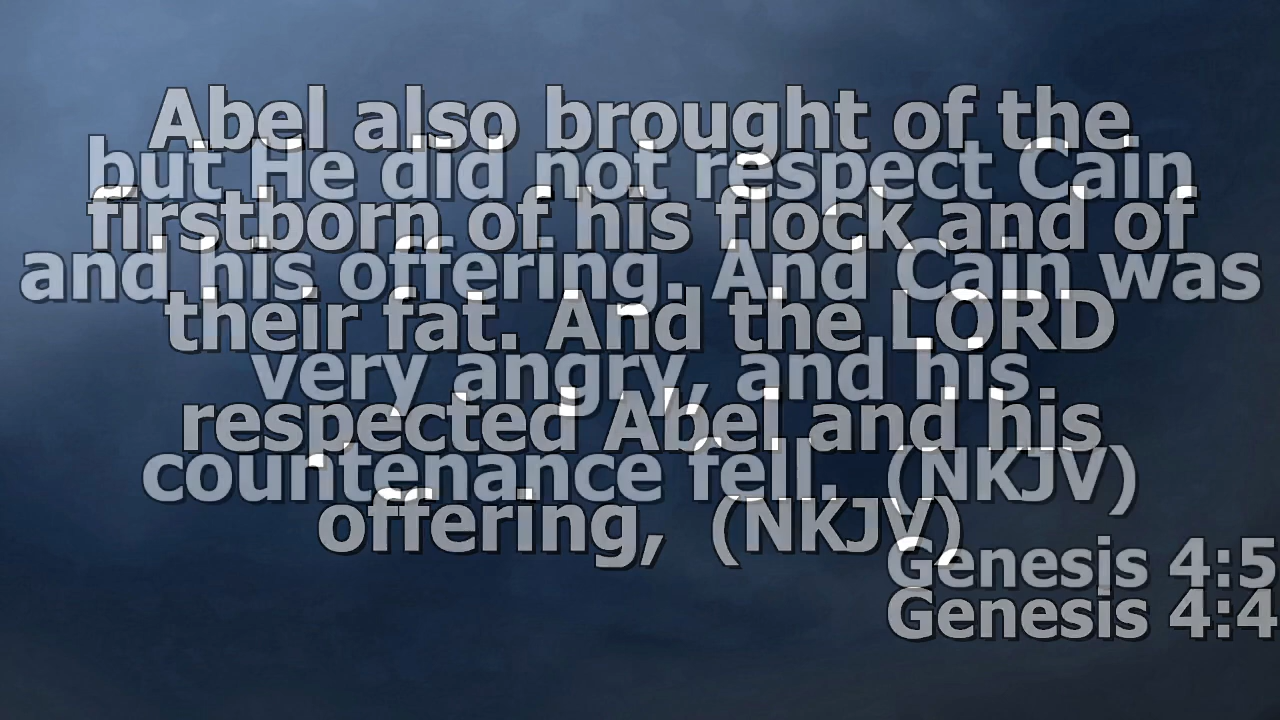 Abel also brought of the
firstborn of his flock and of
their fat. And the LORD
respected Abel and his
offering, (NKJV)
Genesis 4:4
but He did not respect Cain
and his offering. And Cain was
very angry, and his
countenance fell. (NKJV)
Genesis 4:5